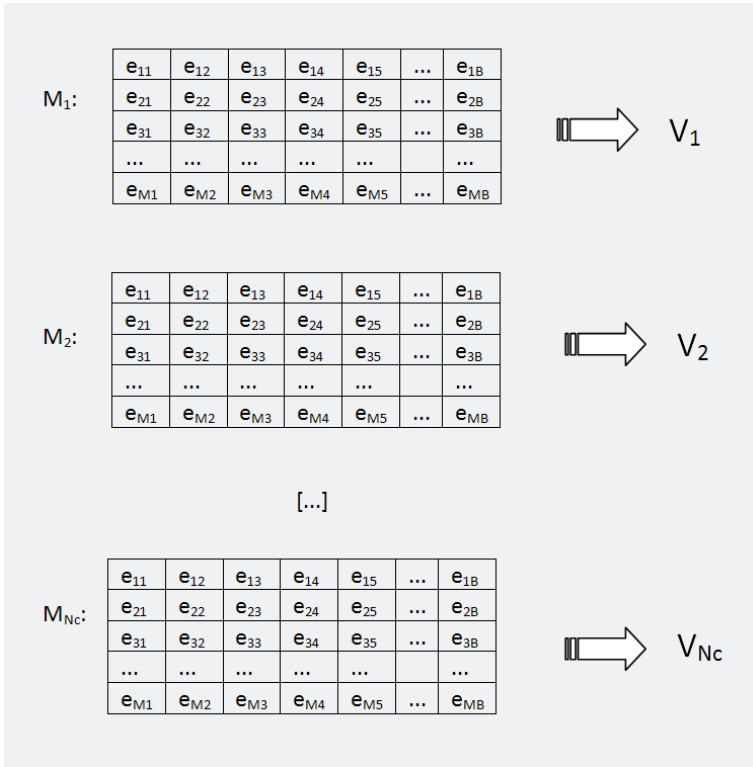 e11 e12 e13 e14 e15 ... e1B
M1: e21 e22 e23 e24 e25 ... e2B
e31 e32 e33 e34 e35 ... e3B V1
... ... ... ... ... ... ...
eM1 eM2 eM3 eM4 eM5 ... eMB
e11 e12 e13 e14 e15 ... e1B
M2: e21 e22 e23 e24 e25 ... e2B
e31 e32 e33 e34 e35 ... e3B V2
... ... ... ... ... ... ...
eM1 eM2 eM3 eM4 eM5 ... eMB
[...]
e11 e12 e13 e14 e15 ... e1B
MNc: e21 e22 e23 e24 e25 ... e2B
e31 e32 e33 e34 e35 ... e3B VNc
... ... ... ... ... ... ...
eM1 eM2 eM3 eM4 eM5 ... eMB